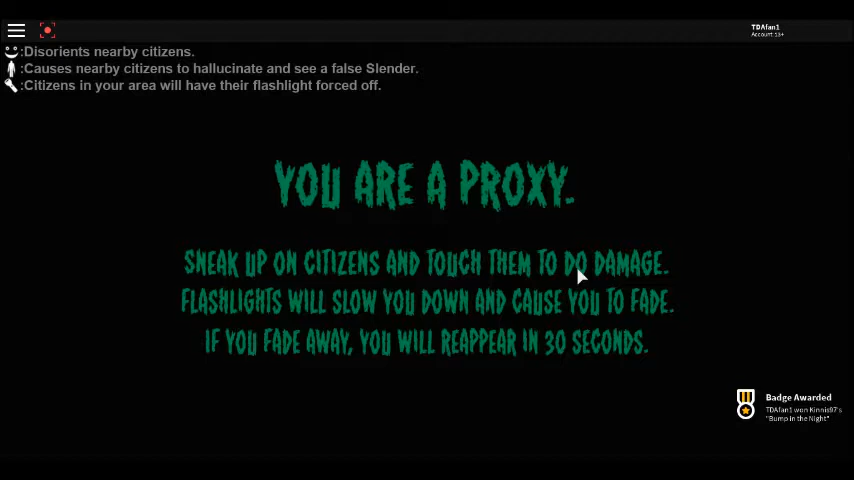 TDAfan1
Account: 13+
:Disorients nearby citizens.
:Causes nearby citizens to hallucinate and see a false Slender.
:Citizens in your area will have their flashlight forced off.
YOU ARE A PROXY.
SNEAK UP ON CITIZENS AND TOUCH THEM TO DO DAMAGE.
FLASHLIGHTS WILL SLOW YOU DOWN AND CAUSE YOU TO FADE.
IF YOU FADE AWAY, YOU WILL REAPPEAR IN 30 SECONDS.
Badge Awarded
TDAfan1 won Kinnis97's
"Bump in the Night"